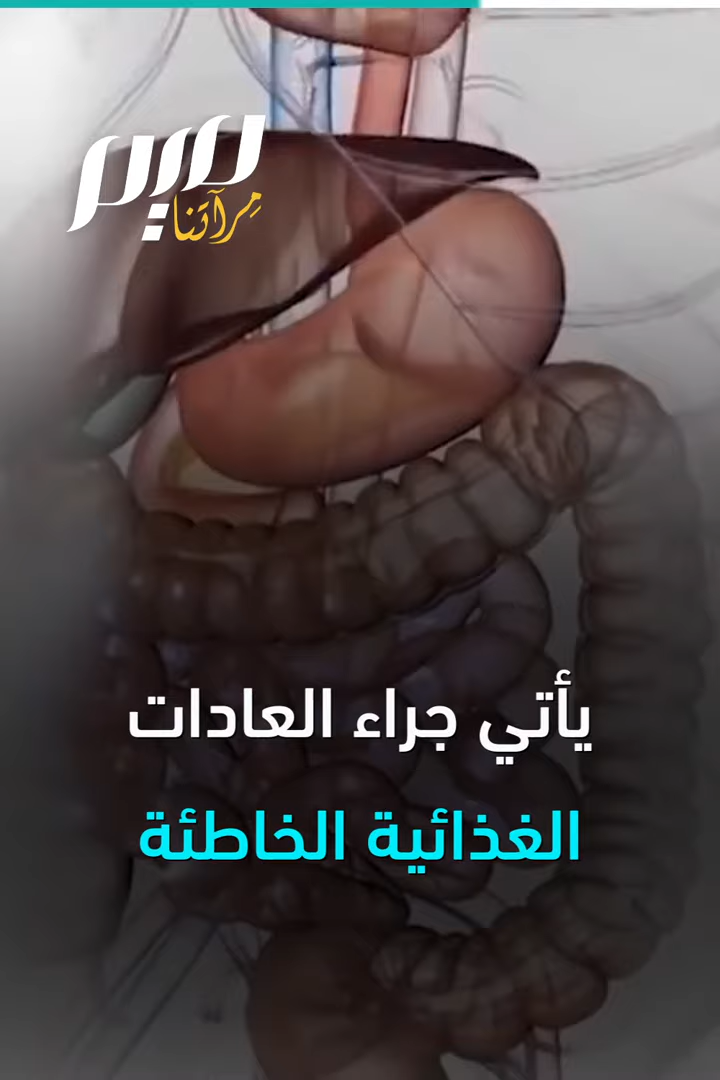 مرآتنا
يأتي جراء العادات
الغذائية الخاطئة